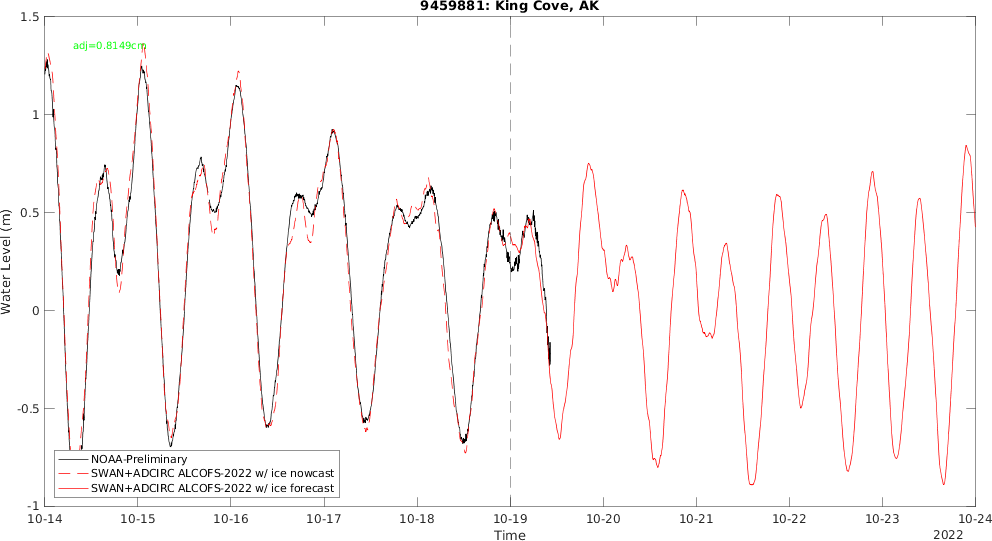 9459881: King Cove, AK
adj=0.8149cm
1.5
1
0.5
0
-0.5
-1
Water Level (m)
NOAA-Preliminary
SWAN+ADCIRC ALCOFS-2022 w/ ice nowcast
SWAN+ADCIRC ALCOFS-2022 w/ ice forecast
10-14 10-15 10-16 10-17 10-18 10-19 10-20 10-21 10-22 10-23 10-24
Time
2022